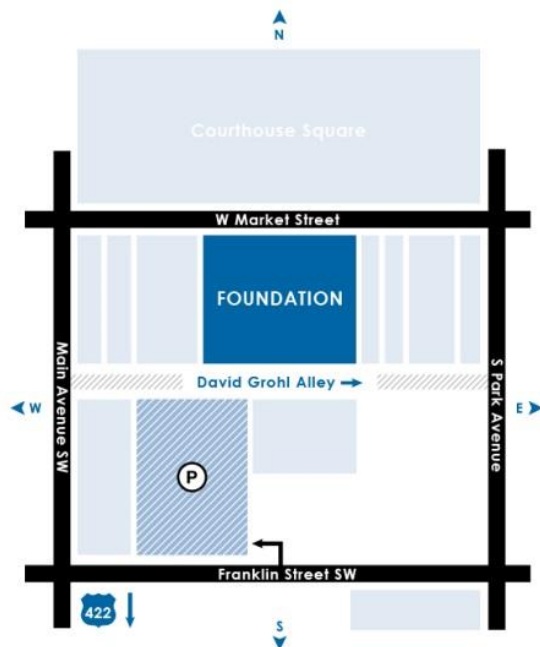 N
Courthouse Square
W Market Street
FOUNDATION
Main Avenue SW
David Grohl Alley
S Park Avenue
W
E
P
Franklin Street SW
422
S